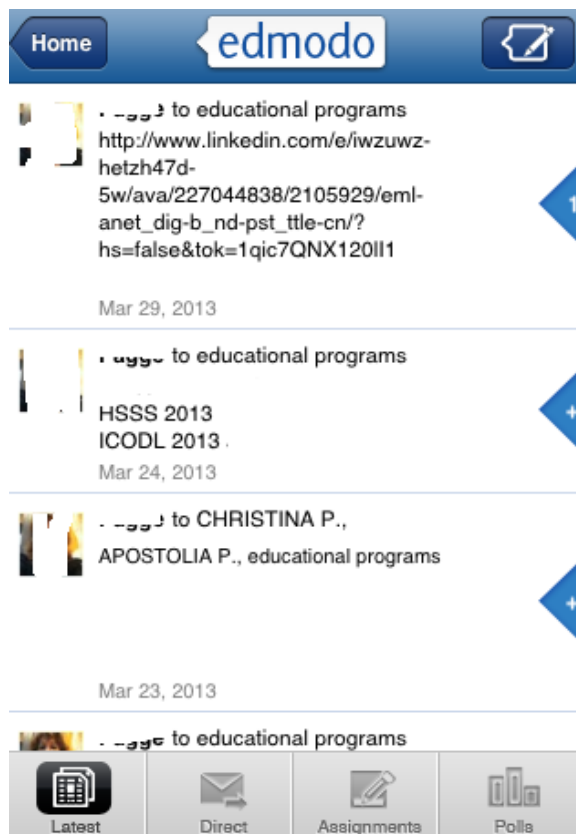 Home
edmodo
to educational programs
http://www.linkedin.com/e/iwzuwz-
hetzh47d-
5w/ava/227044838/2105929/eml-
anet_dig-b_nd-pst_ttle-cn/?
hs=false&tok=1qic7QNX120II1
1
Mar 29, 2013
to educational programs
HSSS 2013
+
ICODL 2013
Mar 24, 2013
to CHRISTINA P.,
APOSTOLIA P., educational programs
+
Mar 23, 2013
to educational programs
Latest
Direct
Assignments
Polls